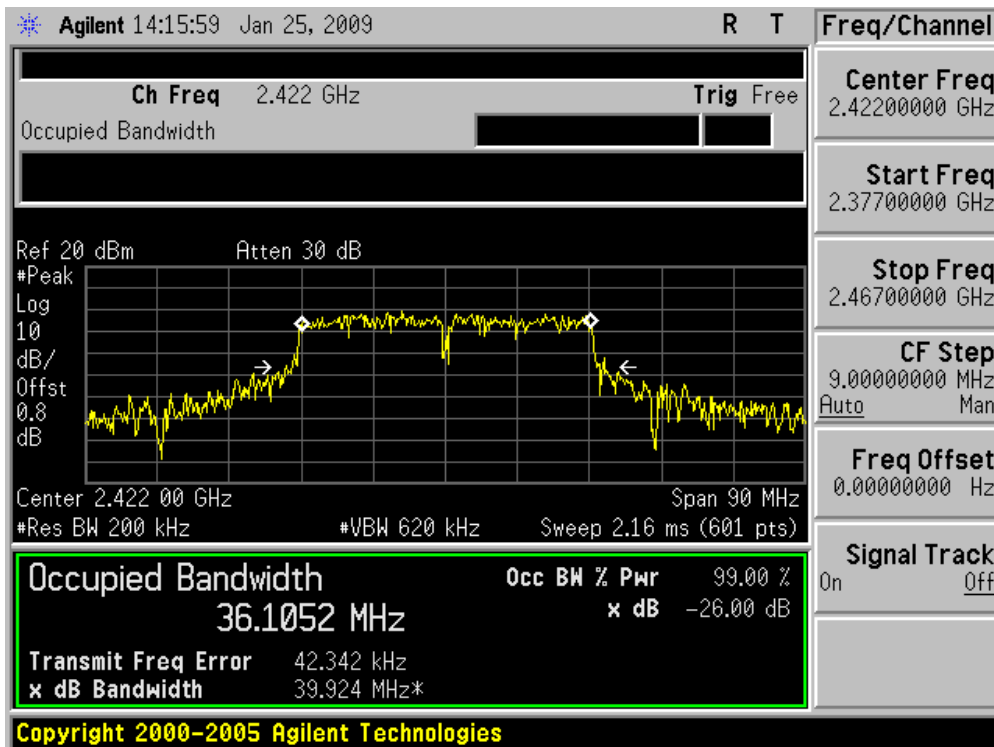 Agilent 14:15:59 Jan 25, 2009 R T
Freq/Channel
Ch Freq 2.422 GHz Trig Free
Occupied Bandwidth
Center Freq
2.42200000 GHz
Start Freq
2.37700000 GHz
Stop Freq
2.46700000 GHz
CF Step
9.00000000 MHz
Auto Man
Freq Offset
0.00000000 Hz
Signal Track
On Off
Ref 20 dBm Atten 30 dB
#Peak
Log
10
dB/
Offst
0.8
dB
Center 2.422 00 GHz Span 90 MHz
#Res BW 200 kHz #VBW 620 kHz Sweep 2.16 ms (601 pts)
Occupied Bandwidth Occ BW % Pwr 99.00 %
36.1052 MHz x dB -26.00 dB
Transmit Freq Error 42.342 kHz
x dB Bandwidth 39.924 MHz*
Copyright 2000-2005 Agilent Technologies